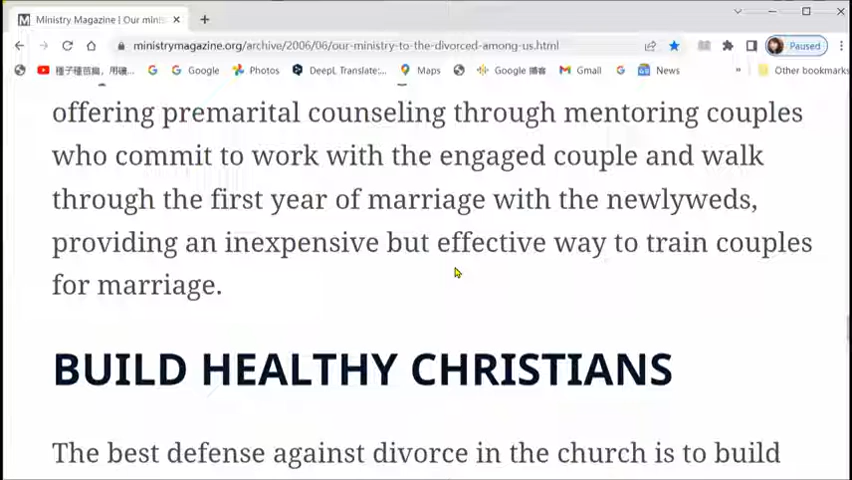 Ministry Magazine | Our minis
ministrymagazine.org/archive/2006/06/our-ministry-to-the-divorced-among-us.html
Paused
Google
Photos
DeepL Translate:...
Maps
Google 博客
Gmail
News
Other bookmarks
offering premarital counseling through mentoring couples
who commit to work with the engaged couple and walk
through the first year of marriage with the newlyweds,
providing an inexpensive but effective way to train couples
for marriage.
BUILD HEALTHY CHRISTIANS
The best defense against divorce in the church is to build